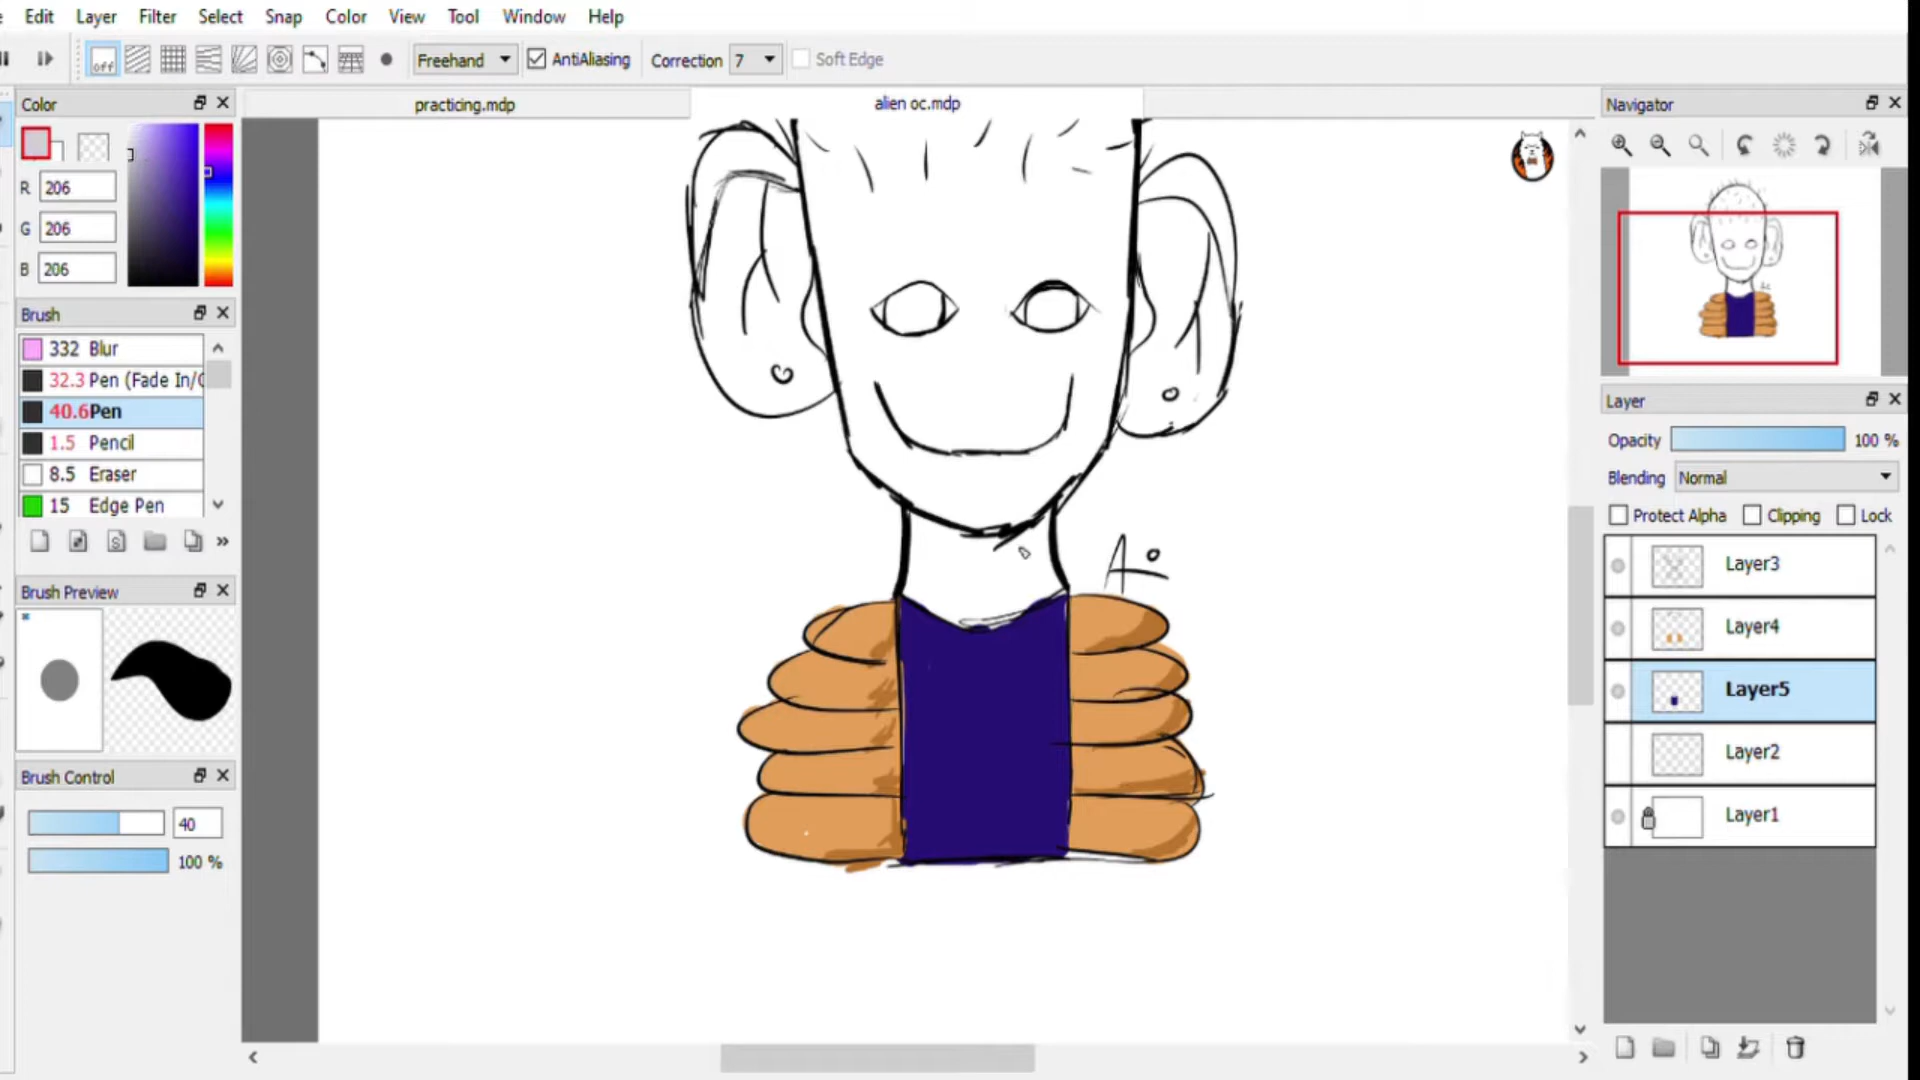 Edit Layer Filter Select Snap Color View Tool Window Help
off Freehand AntiAliasing Correction 7 Soft Edge
Color
practicing.mdp
alien oc.mdp
Navigator
R 206
G 206
B 206
Brush
332 Blur
32.3 Pen (Fade In/O
40.6 Pen
1.5 Pencil
8.5 Eraser
15 Edge Pen
Brush Preview
Brush Control
40
100 %
Layer
Opacity 100 %
Blending Normal
Protect Alpha Clipping Lock
Layer3
Layer4
Layer5
Layer2
Layer1